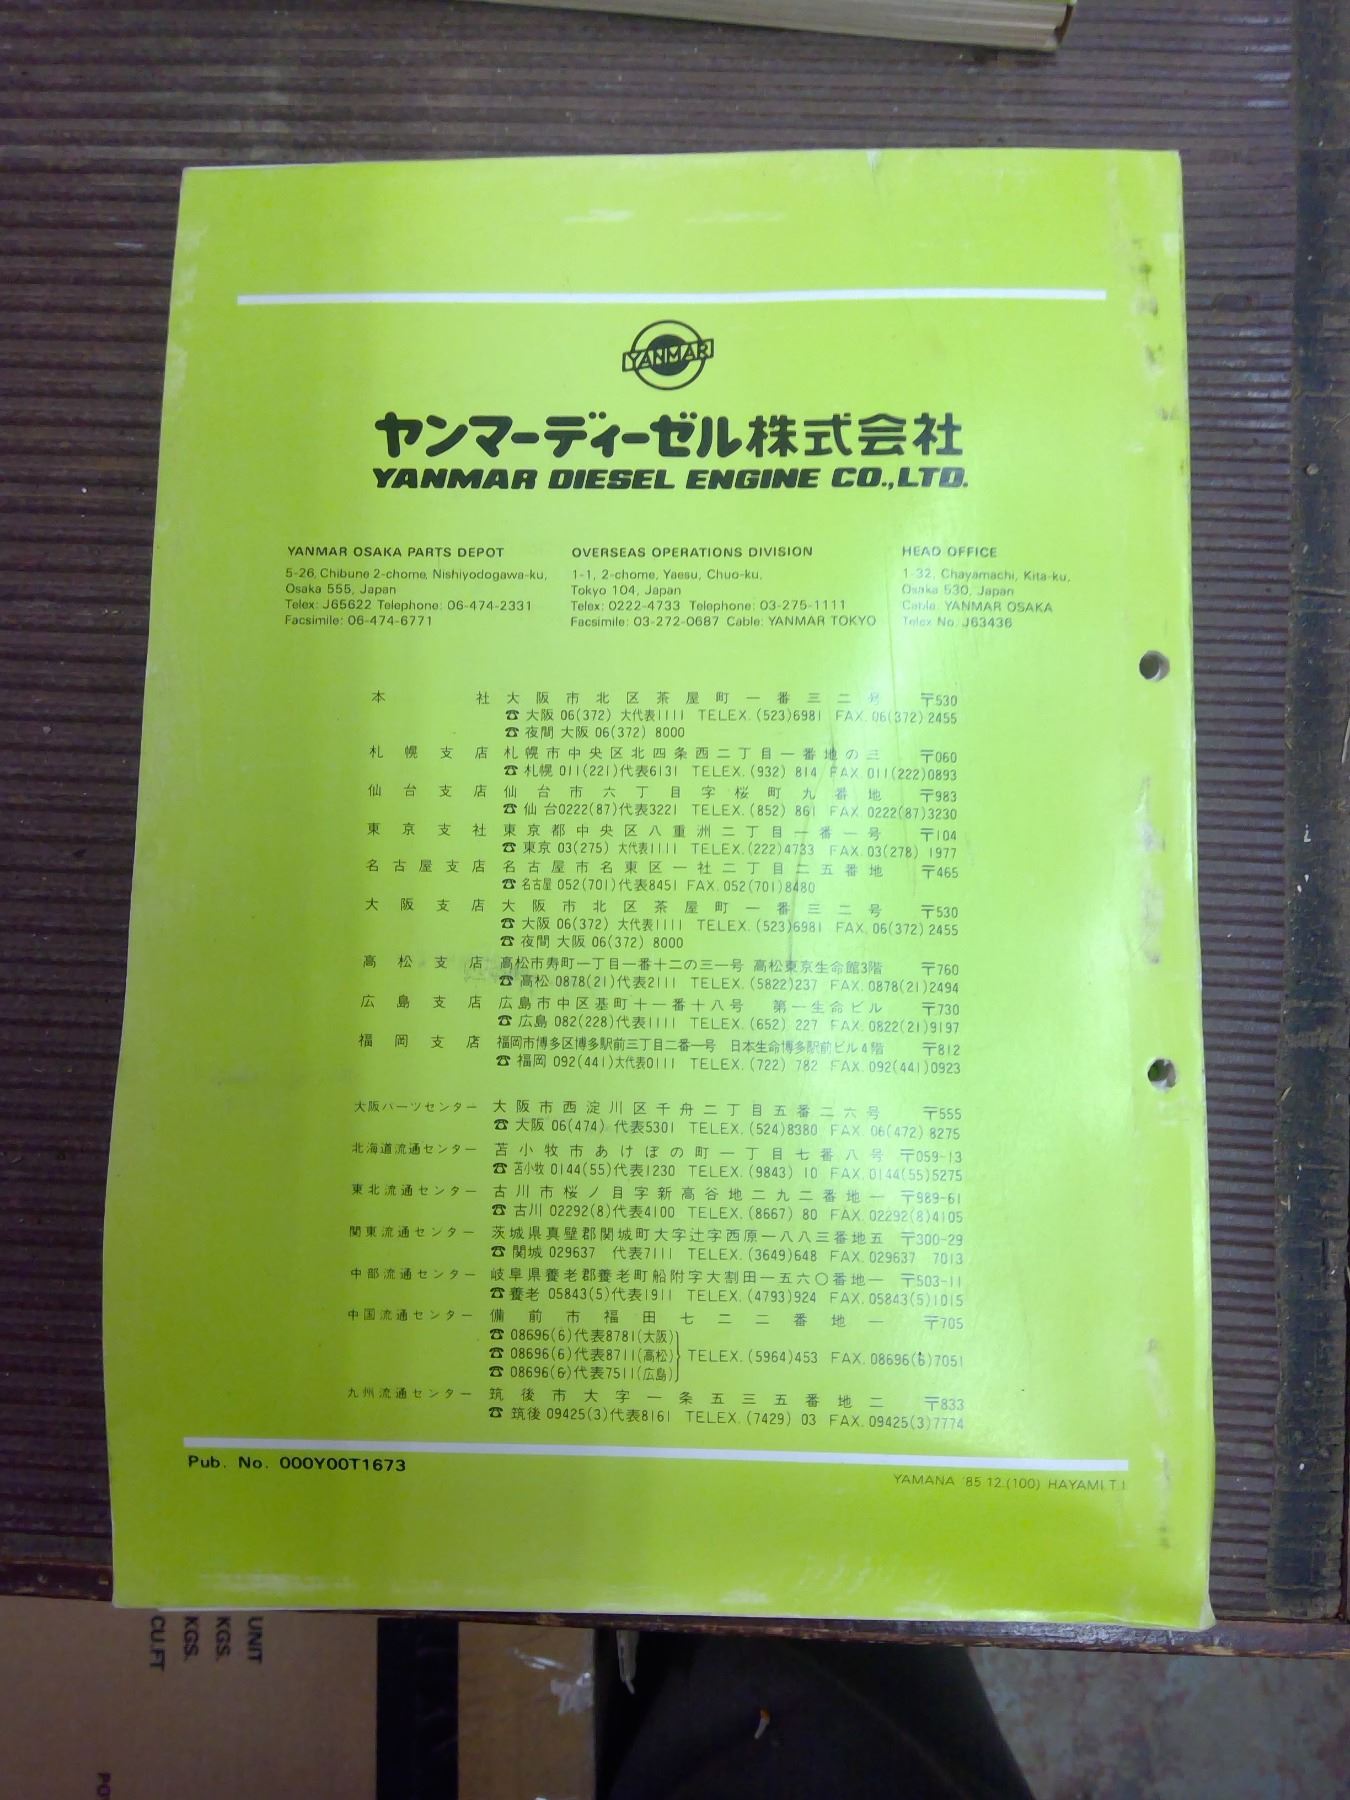 YANMAR
ヤンマーディーゼル株式会社
YANMAR DIESEL ENGINE CO.,LTD.
YANMAR OSAKA PARTS DEPOT
5-26, Chibune 2-chome, Nishiyodogawa-ku,
Osaka 555, Japan
Telex: J65622 Telephone: 06-474-2331
Facsimile: 06-474-6771
OVERSEAS OPERATIONS DIVISION
1-1, 2-chome, Yaesu, Chuo-ku,
Tokyo 104, Japan
Telex: 0222-4733 Telephone: 03-275-1111
Facsimile: 03-272-0687 Cable: YANMAR TOKYO
HEAD OFFICE
1-32, Chayamachi, Kita-ku,
Osaka 530, Japan
Cable: YANMAR OSAKA
Telex No. J63436
本社 大阪市北区茶屋町一番三二号 〒530
☎大阪 06(372) 大代表1111 TELEX. (523)6981 FAX. 06(372)2455
☎夜間 大阪 06(372) 8000
札幌支店 札幌市中央区北四条西二丁目一番地の三 〒060
☎札幌 011(221)代表6131 TELEX. (932) 814 FAX. 011(222)0893
仙台支店 仙台市六丁目字桜町九番地 〒983
☎仙台0222(87)代表3221 TELEX. (852) 861 FAX. 0222(87)3230
東京支社 東京都中央区八重洲二丁目一番一号 〒104
☎東京 03(275) 大代表1111 TELEX. (222)4733 FAX. 03(278) 1977
名古屋支店 名古屋市名東区一社二丁目二五番地 〒465
☎名古屋 052(701)代表8451 FAX. 052(701)8480
大阪支店 大阪市北区茶屋町一番三二号 〒530
☎大阪 06(372) 大代表1111 TELEX. (523)6981 FAX. 06(372)2455
☎夜間 大阪 06(372) 8000
高松支店 高松市寿町一丁目一番十二の三一号 高松東京生命館3階 〒760
☎高松 0878(21)代表2111 TELEX. (5822)237 FAX. 0878(21)2494
広島支店 広島市中区基町十一番十八号 第一生命ビル 〒730
☎広島 082(228)代表1111 TELEX. (652) 227 FAX. 0822(21)9197
福岡支店 福岡市博多区博多駅前三丁目二番一号 日本生命博多駅前ビル4階 〒812
☎福岡 092(441)大代表0111 TELEX. (722) 782 FAX. 092(441)0923
大阪パーツセンター 大阪市西淀川区千舟二丁目五番二六号 〒555
☎大阪 06(474) 代表5301 TELEX. (524)8380 FAX. 06(472) 8275
北海道流通センター 苫小牧市あけぼの町一丁目七番八号 〒059-13
☎苫小牧 0144(55)代表1230 TELEX. (9843) 10 FAX. 0144(55)5275
東北流通センター 古川市桜ノ目字新高谷地二九二番地一 〒989-61
☎古川 02292(8)代表4100 TELEX. (8667) 80 FAX. 02292(8)4105
関東流通センター 茨城県真壁郡関城町大字辻字西原一八八三番地五 〒300-29
☎関城 029637 代表7111 TELEX. (3649)648 FAX. 029637 7013
中部流通センター 岐阜県養老郡養老町船附字大割田一五六〇番地一 〒503-11
☎養老 05843(5)代表1911 TELEX. (4793)924 FAX. 05843(5)1015
中国流通センター 備前市福田七二二番地一 〒705
☎08696(6)代表8781(大阪)
☎08696(6)代表8711(高松) TELEX. (5964)453 FAX. 08696(6)7051
☎08696(6)代表7511(広島)
九州流通センター 筑後市大字一条五三五番地二 〒833
☎筑後 09425(3)代表8161 TELEX. (7429) 03 FAX. 09425(3)7774
Pub. No. 000Y00T1673
YAMANA '85.12.(100) HAYAMI.T.I
UNIT
KGS.
KGS.
CU.FT